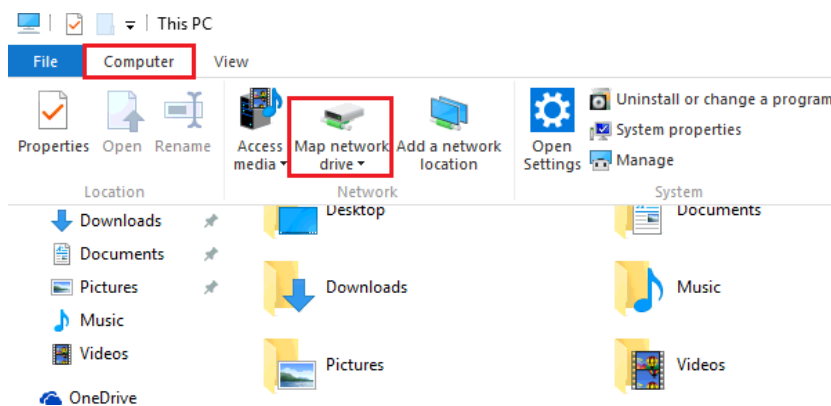 This PC
File Computer View
Properties Open Rename
Access media Map network drive Add a network location
Open Settings
Uninstall or change a program
System properties
Manage
Location Network System
Downloads
Documents
Pictures
Music
Videos
OneDrive
Desktop Documents
Downloads Music
Pictures Videos